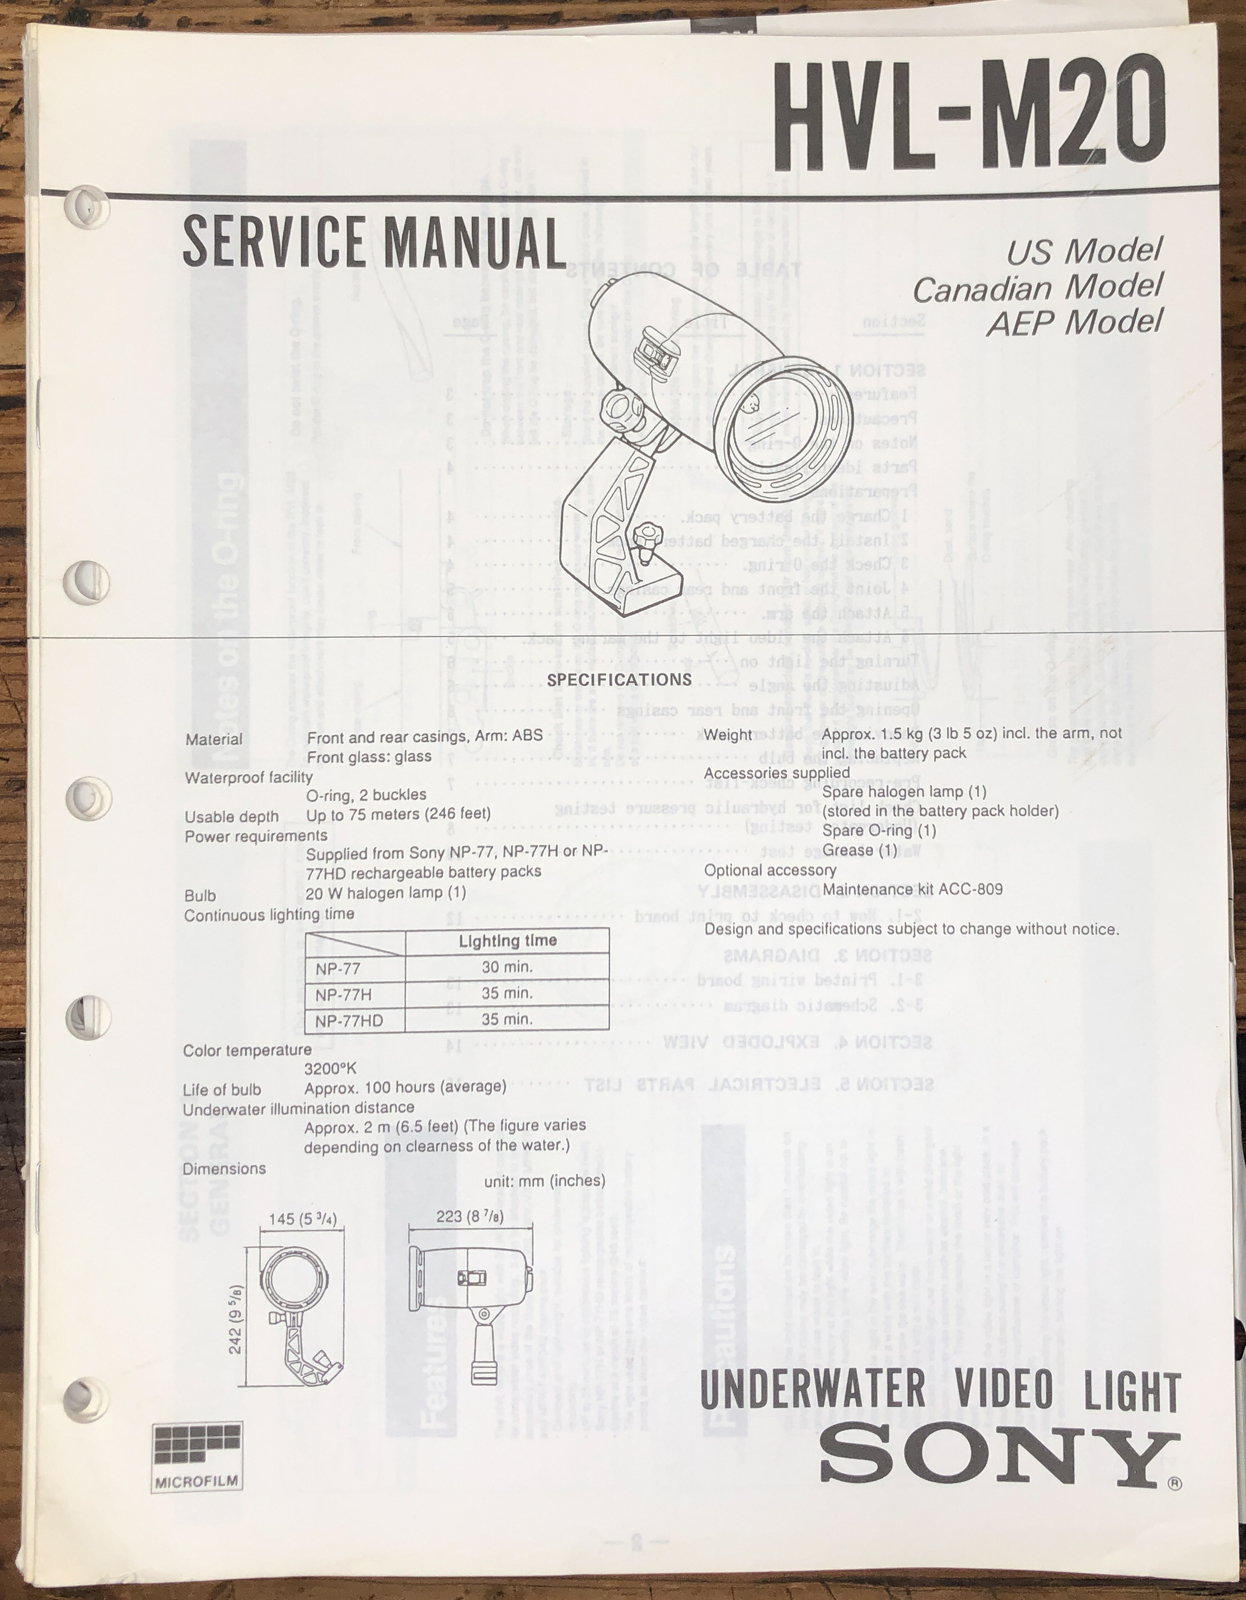 HVL-M20
SERVICE MANUAL
US Model
Canadian Model
AEP Model
SPECIFICATIONS
Material Front and rear casings, Arm: ABS
Front glass: glass
Waterproof facility
O-ring, 2 buckles
Usable depth Up to 75 meters (246 feet)
Power requirements
Supplied from Sony NP-77, NP-77H or NP-
77HD rechargeable battery packs
Bulb 20 W halogen lamp (1)
Continuous lighting time
Lighting time
NP-77 30 min.
NP-77H 35 min.
NP-77HD 35 min.
Color temperature
3200°K
Life of bulb Approx. 100 hours (average)
Underwater illumination distance
Approx. 2 m (6.5 feet) (The figure varies
depending on clearness of the water.)
Dimensions
unit: mm (inches)
145 (5 3/4)
223 (8 7/8)
242 (9 5/8)
Weight Approx. 1.5 kg (3 lb 5 oz) incl. the arm, not
incl. the battery pack
Accessories supplied
Spare halogen lamp (1)
(stored in the battery pack holder)
Spare O-ring (1)
Grease (1)
Optional accessory
Maintenance kit ACC-809
Design and specifications subject to change without notice.
MICROFILM
UNDERWATER VIDEO LIGHT
SONY®